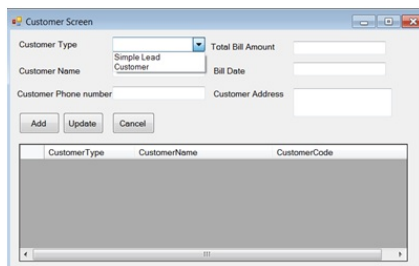 Customer Screen
Customer Type
Total Bill Amount
Simple Lead
Customer
Customer Name
Bill Date
Customer Phone number
Customer Address
Add Update Cancel
CustomerType CustomerName CustomerCode